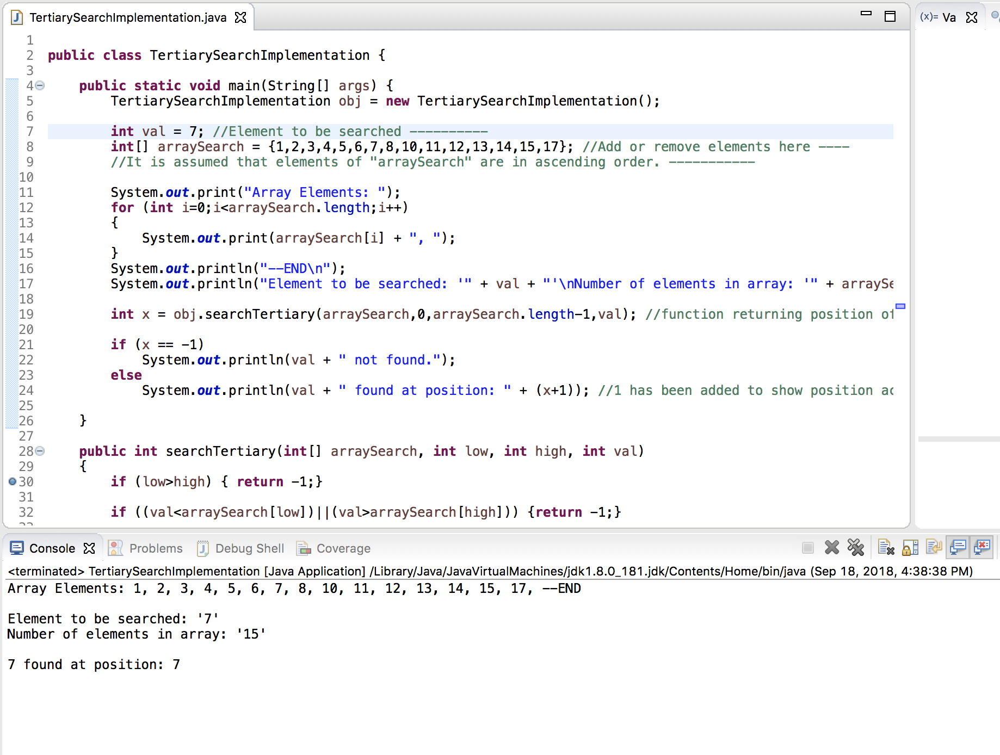 TertiarySearchImplementation.java
(x)= Va
1
2 public class TertiarySearchImplementation {
3
4 public static void main(String[] args) {
5 TertiarySearchImplementation obj = new TertiarySearchImplementation();
6
7 int val = 7; //Element to be searched ----------
8 int[] arraySearch = {1,2,3,4,5,6,7,8,10,11,12,13,14,15,17}; //Add or remove elements here ----
9 //It is assumed that elements of "arraySearch" are in ascending order. -----------
10
11 System.out.print("Array Elements: ");
12 for (int i=0;i<arraySearch.length;i++)
13 {
14 System.out.print(arraySearch[i] + ", ");
15 }
16 System.out.println("--END\n");
17 System.out.println("Element to be searched: '" + val + "'\nNumber of elements in array: '" + arraySe
18
19 int x = obj.searchTertiary(arraySearch,0,arraySearch.length-1,val); //function returning position of
20
21 if (x == -1)
22 System.out.println(val + " not found.");
23 else
24 System.out.println(val + " found at position: " + (x+1)); //1 has been added to show position ac
25
26 }
27
28 public int searchTertiary(int[] arraySearch, int low, int high, int val)
29 {
30 if (low>high) { return -1;}
31
32 if ((val<arraySearch[low])||(val>arraySearch[high])) {return -1;}
Console Problems Debug Shell Coverage
<terminated> TertiarySearchImplementation [Java Application] /Library/Java/JavaVirtualMachines/jdk1.8.0_181.jdk/Contents/Home/bin/java (Sep 18, 2018, 4:38:38 PM)
Array Elements: 1, 2, 3, 4, 5, 6, 7, 8, 10, 11, 12, 13, 14, 15, 17, --END
Element to be searched: '7'
Number of elements in array: '15'
7 found at position: 7